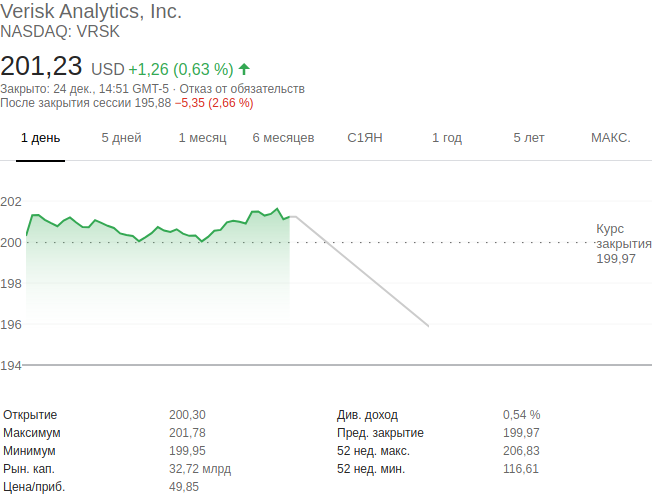 Verisk Analytics, Inc.
NASDAQ: VRSK
201,23 USD +1,26 (0,63 %)
Закрыто: 24 дек., 14:51 GMT-5 · Отказ от обязательств
После закрытия сессии 195,88 −5,35 (2,66 %)
1 день 5 дней 1 месяц 6 месяцев С1ЯН 1 год 5 лет МАКС.
202
200
198
196
194
Курс
закрытия
199,97
Открытие 200,30 Див. доход 0,54 %
Максимум 201,78 Пред. закрытие 199,97
Минимум 199,95 52 нед. макс. 206,83
Рын. кап. 32,72 млрд 52 нед. мин. 116,61
Цена/приб. 49,85